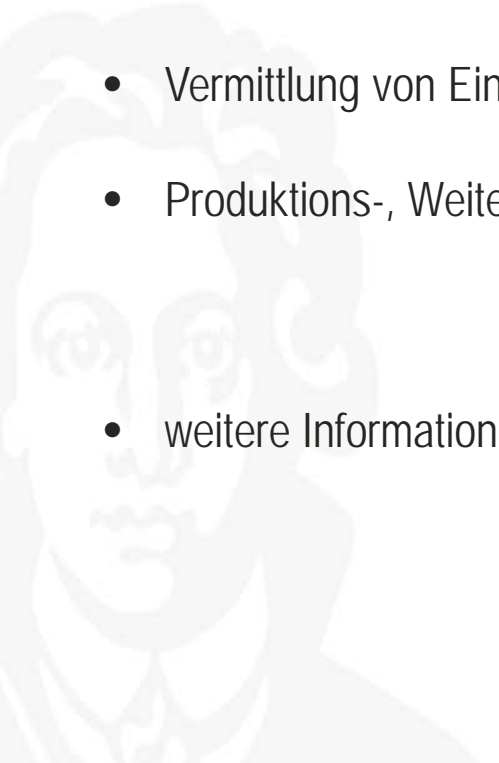 • Vermittlung von Ein
• Produktions-, Weite
• weitere Information